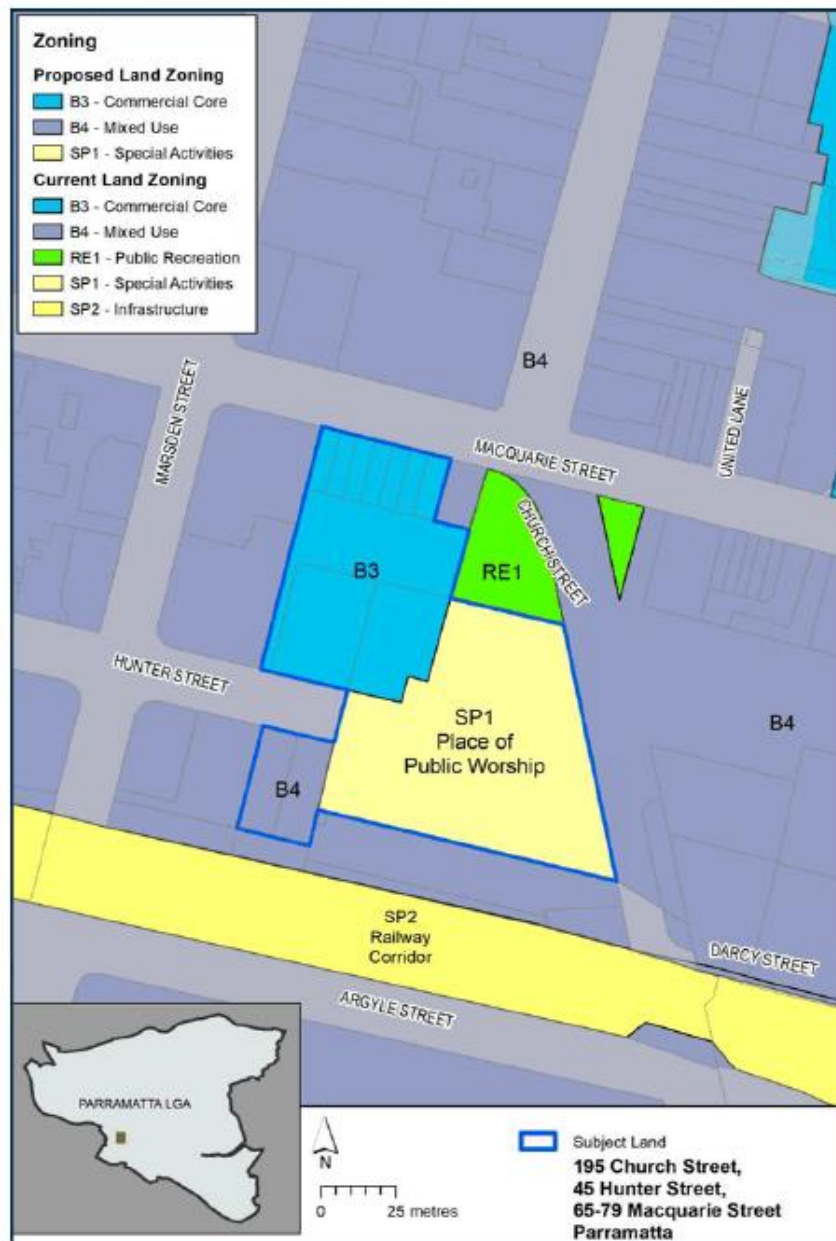 Zoning
Proposed Land Zoning
B3 - Commercial Core
B4 - Mixed Use
SP1 - Special Activities
Current Land Zoning
B3 - Commercial Core
B4 - Mixed Use
RE1 - Public Recreation
SP1 - Special Activities
SP2 - Infrastructure
B4
MARSDEN STREET
UNITED LANE
MACQUARIE STREET
CHURCH STREET
B3
RE1
HUNTER STREET
SP1
Place of
Public Worship
B4
B4
SP2
Railway
Corridor
DARCY STREET
ARGYLE STREET
PARRAMATTA LGA
N
0 25 metres
Subject Land
195 Church Street,
45 Hunter Street,
65-79 Macquarie Street
Parramatta